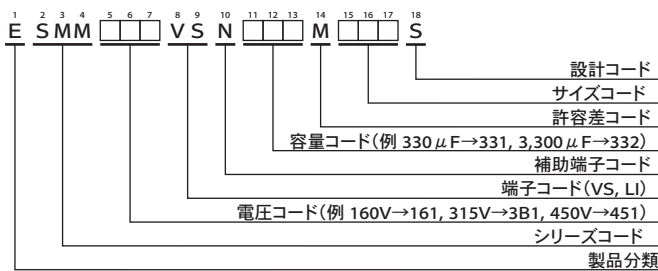 1 2 3 4 5 6 7 8 9 10 11 12 13 14 15 16 17 18
E SMM □□□ VS N □□□ M □□□ S
設計コード
サイズコード
許容差コード
容量コード(例 330μF→331, 3,300μF→332)
補助端子コード
端子コード(VS, LI)
電圧コード(例 160V→161, 315V→3B1, 450V→451)
シリーズコード
製品分類